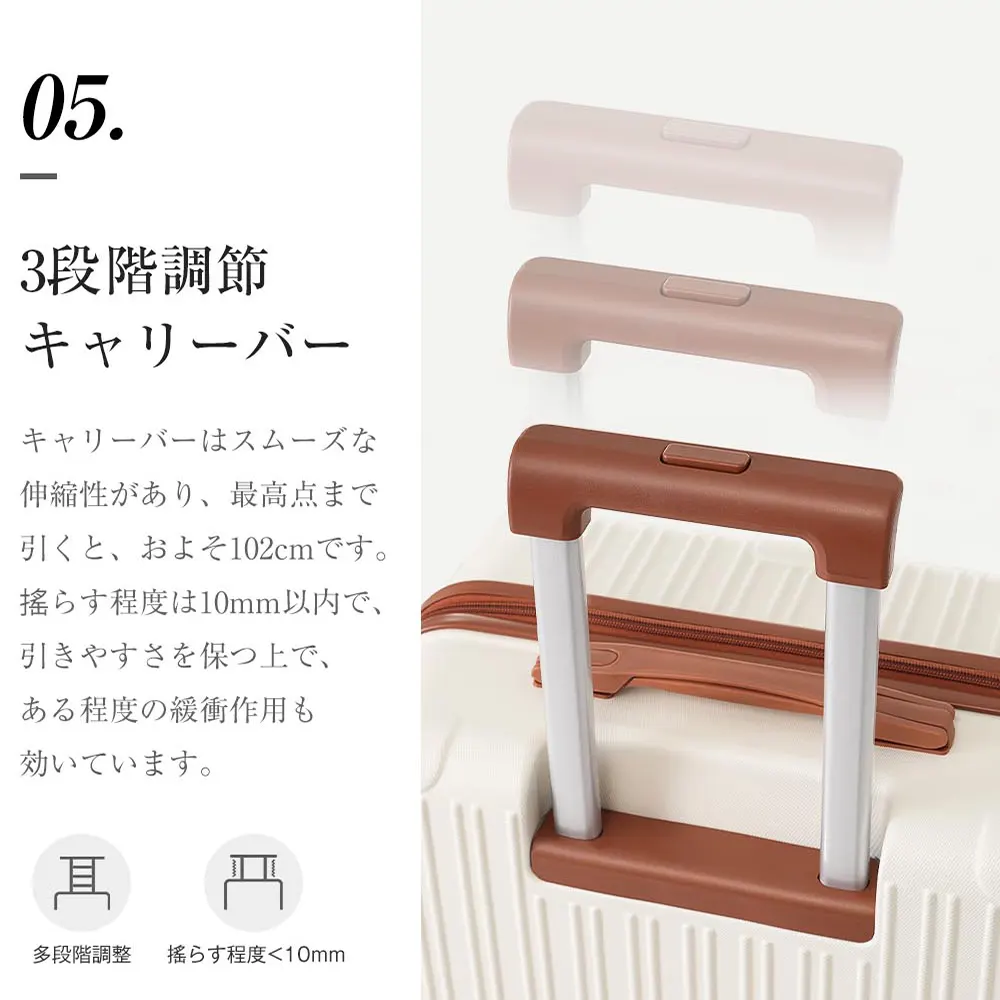 05.
3段階調節
キャリーバー
キャリーバーはスムーズな
伸縮性があり、最高点まで
引くと、およそ102cmです。
搖らす程度は10mm以内で、
引きやすさを保つ上で、
ある程度の緩衝作用も
効いています。
多段階調整
搖らす程度<10mm